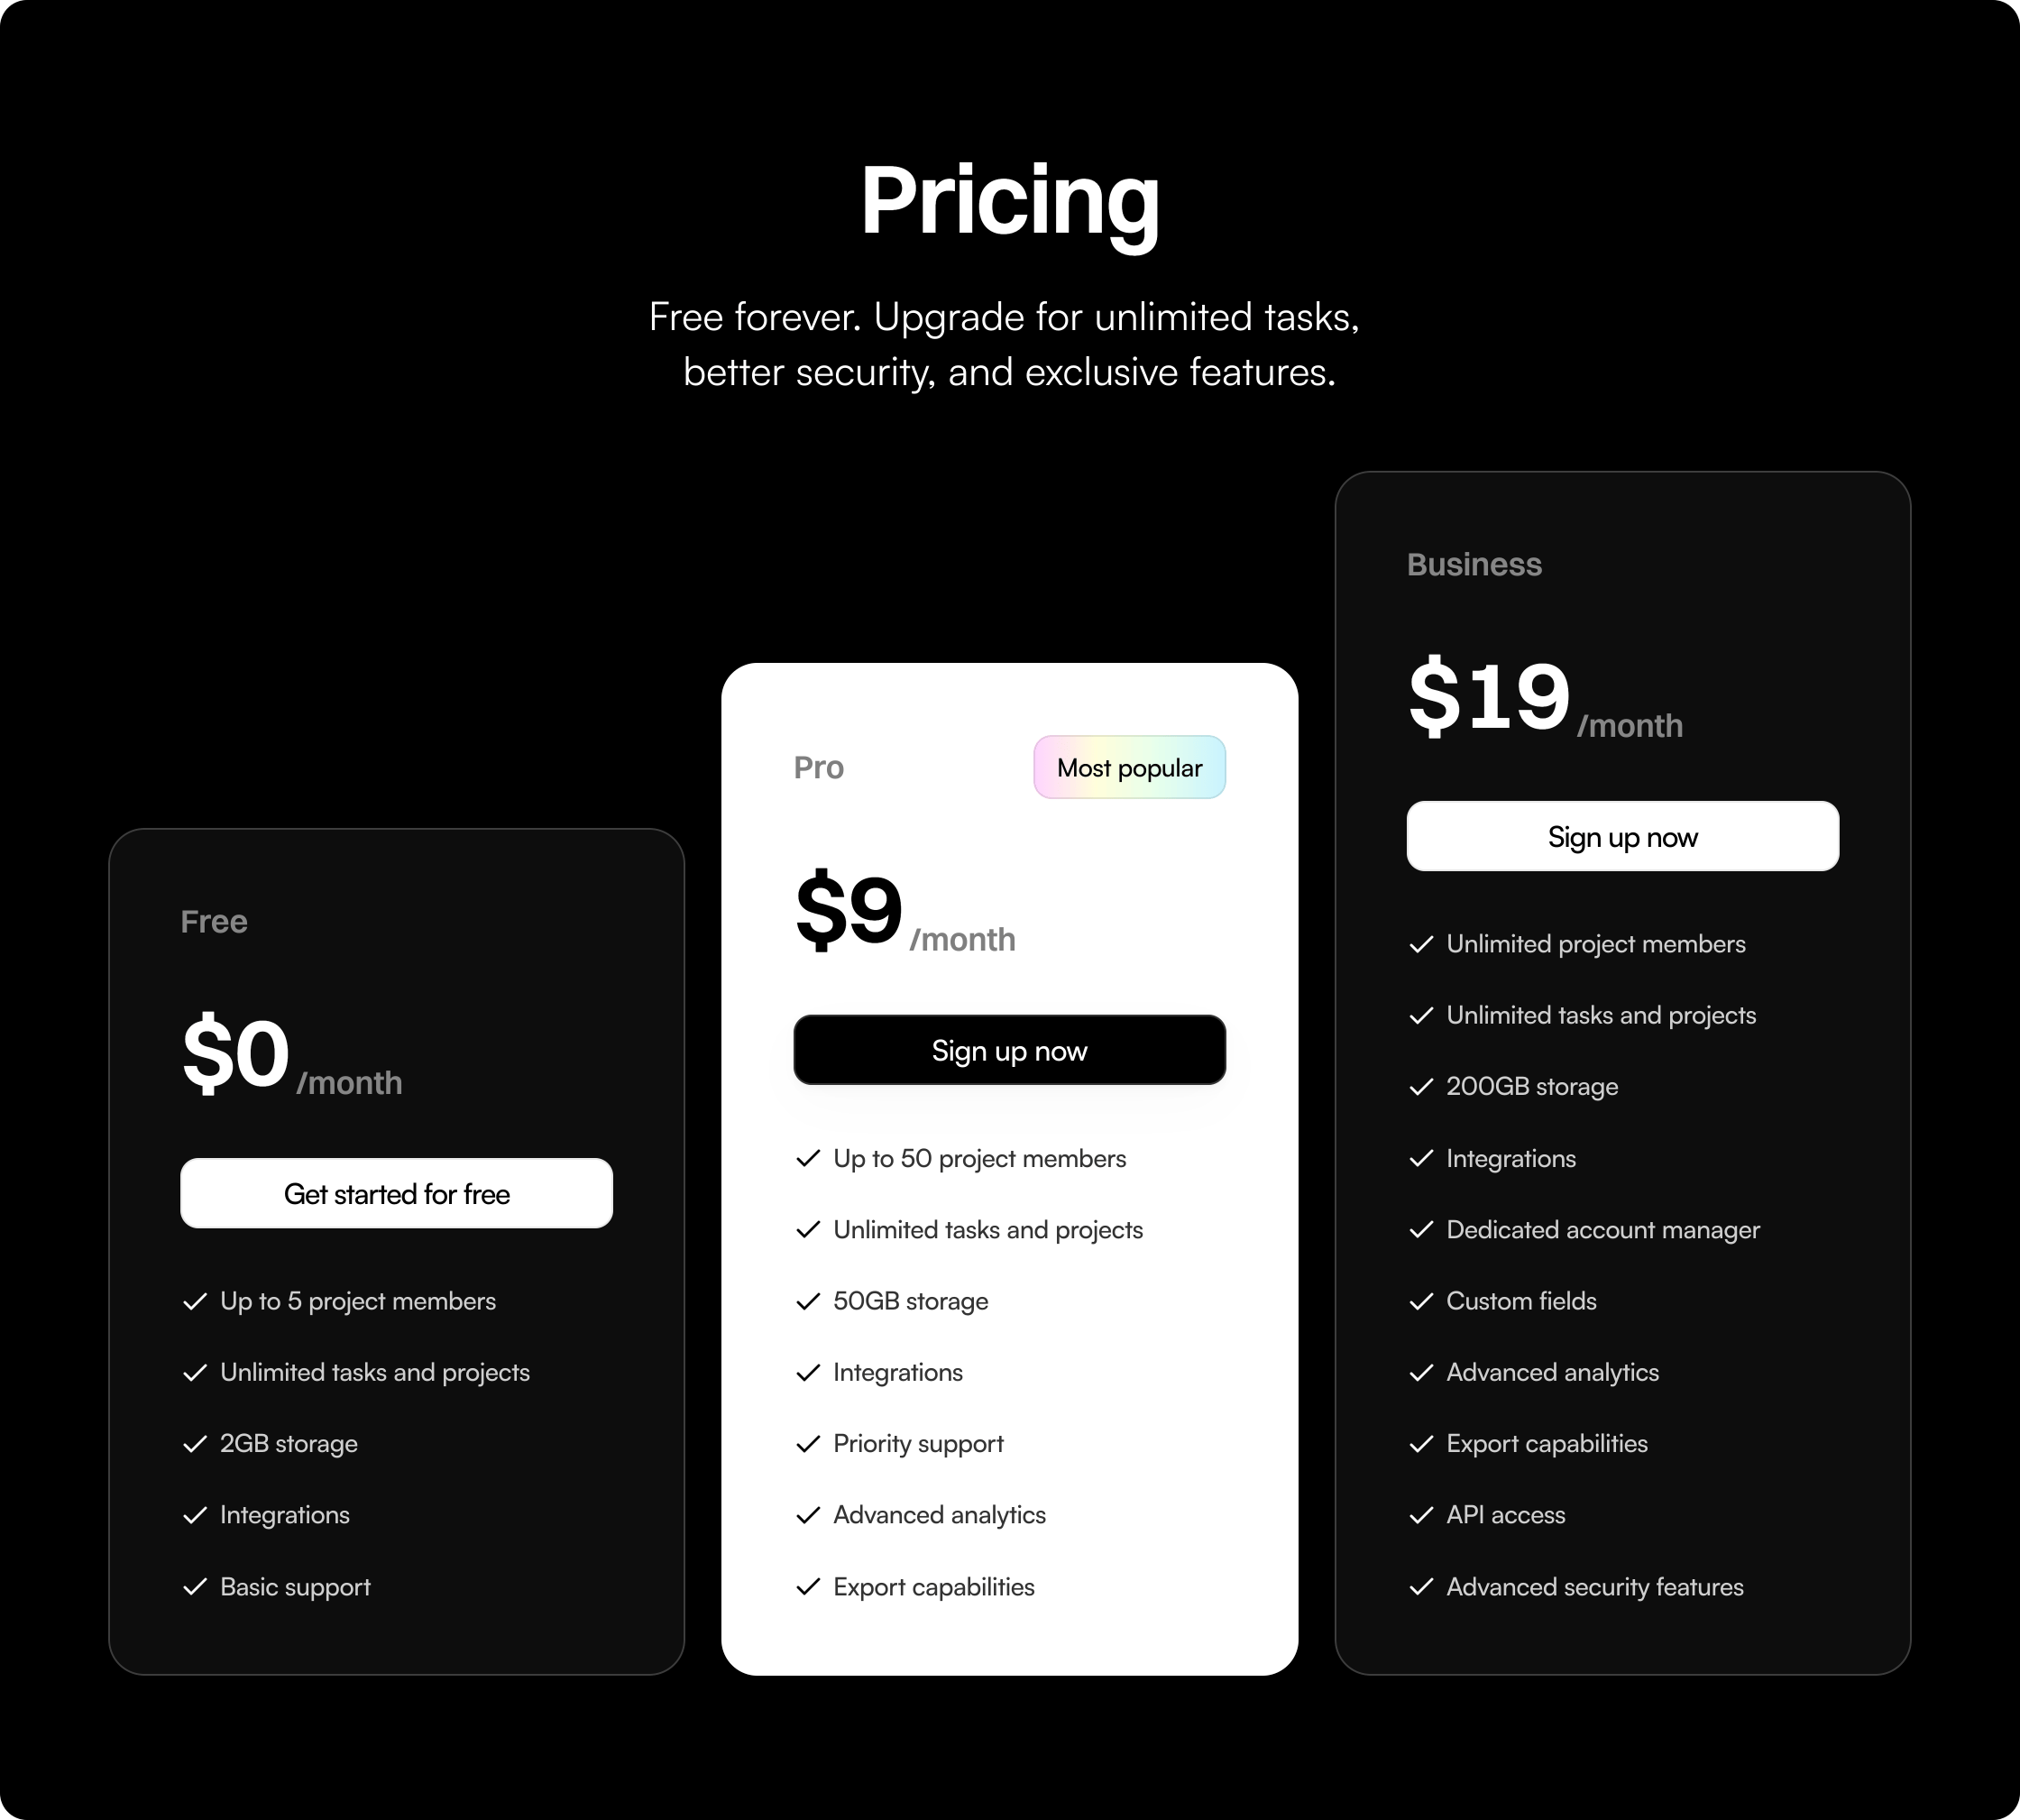 Pricing
Free forever. Upgrade for unlimited tasks,
better security, and exclusive features.
Free
$0 /month
Get started for free
Up to 5 project members
Unlimited tasks and projects
2GB storage
Integrations
Basic support
Pro
Most popular
$9 /month
Sign up now
Up to 50 project members
Unlimited tasks and projects
50GB storage
Integrations
Priority support
Advanced analytics
Export capabilities
Business
$19 /month
Sign up now
Unlimited project members
Unlimited tasks and projects
200GB storage
Integrations
Dedicated account manager
Custom fields
Advanced analytics
Export capabilities
API access
Advanced security features